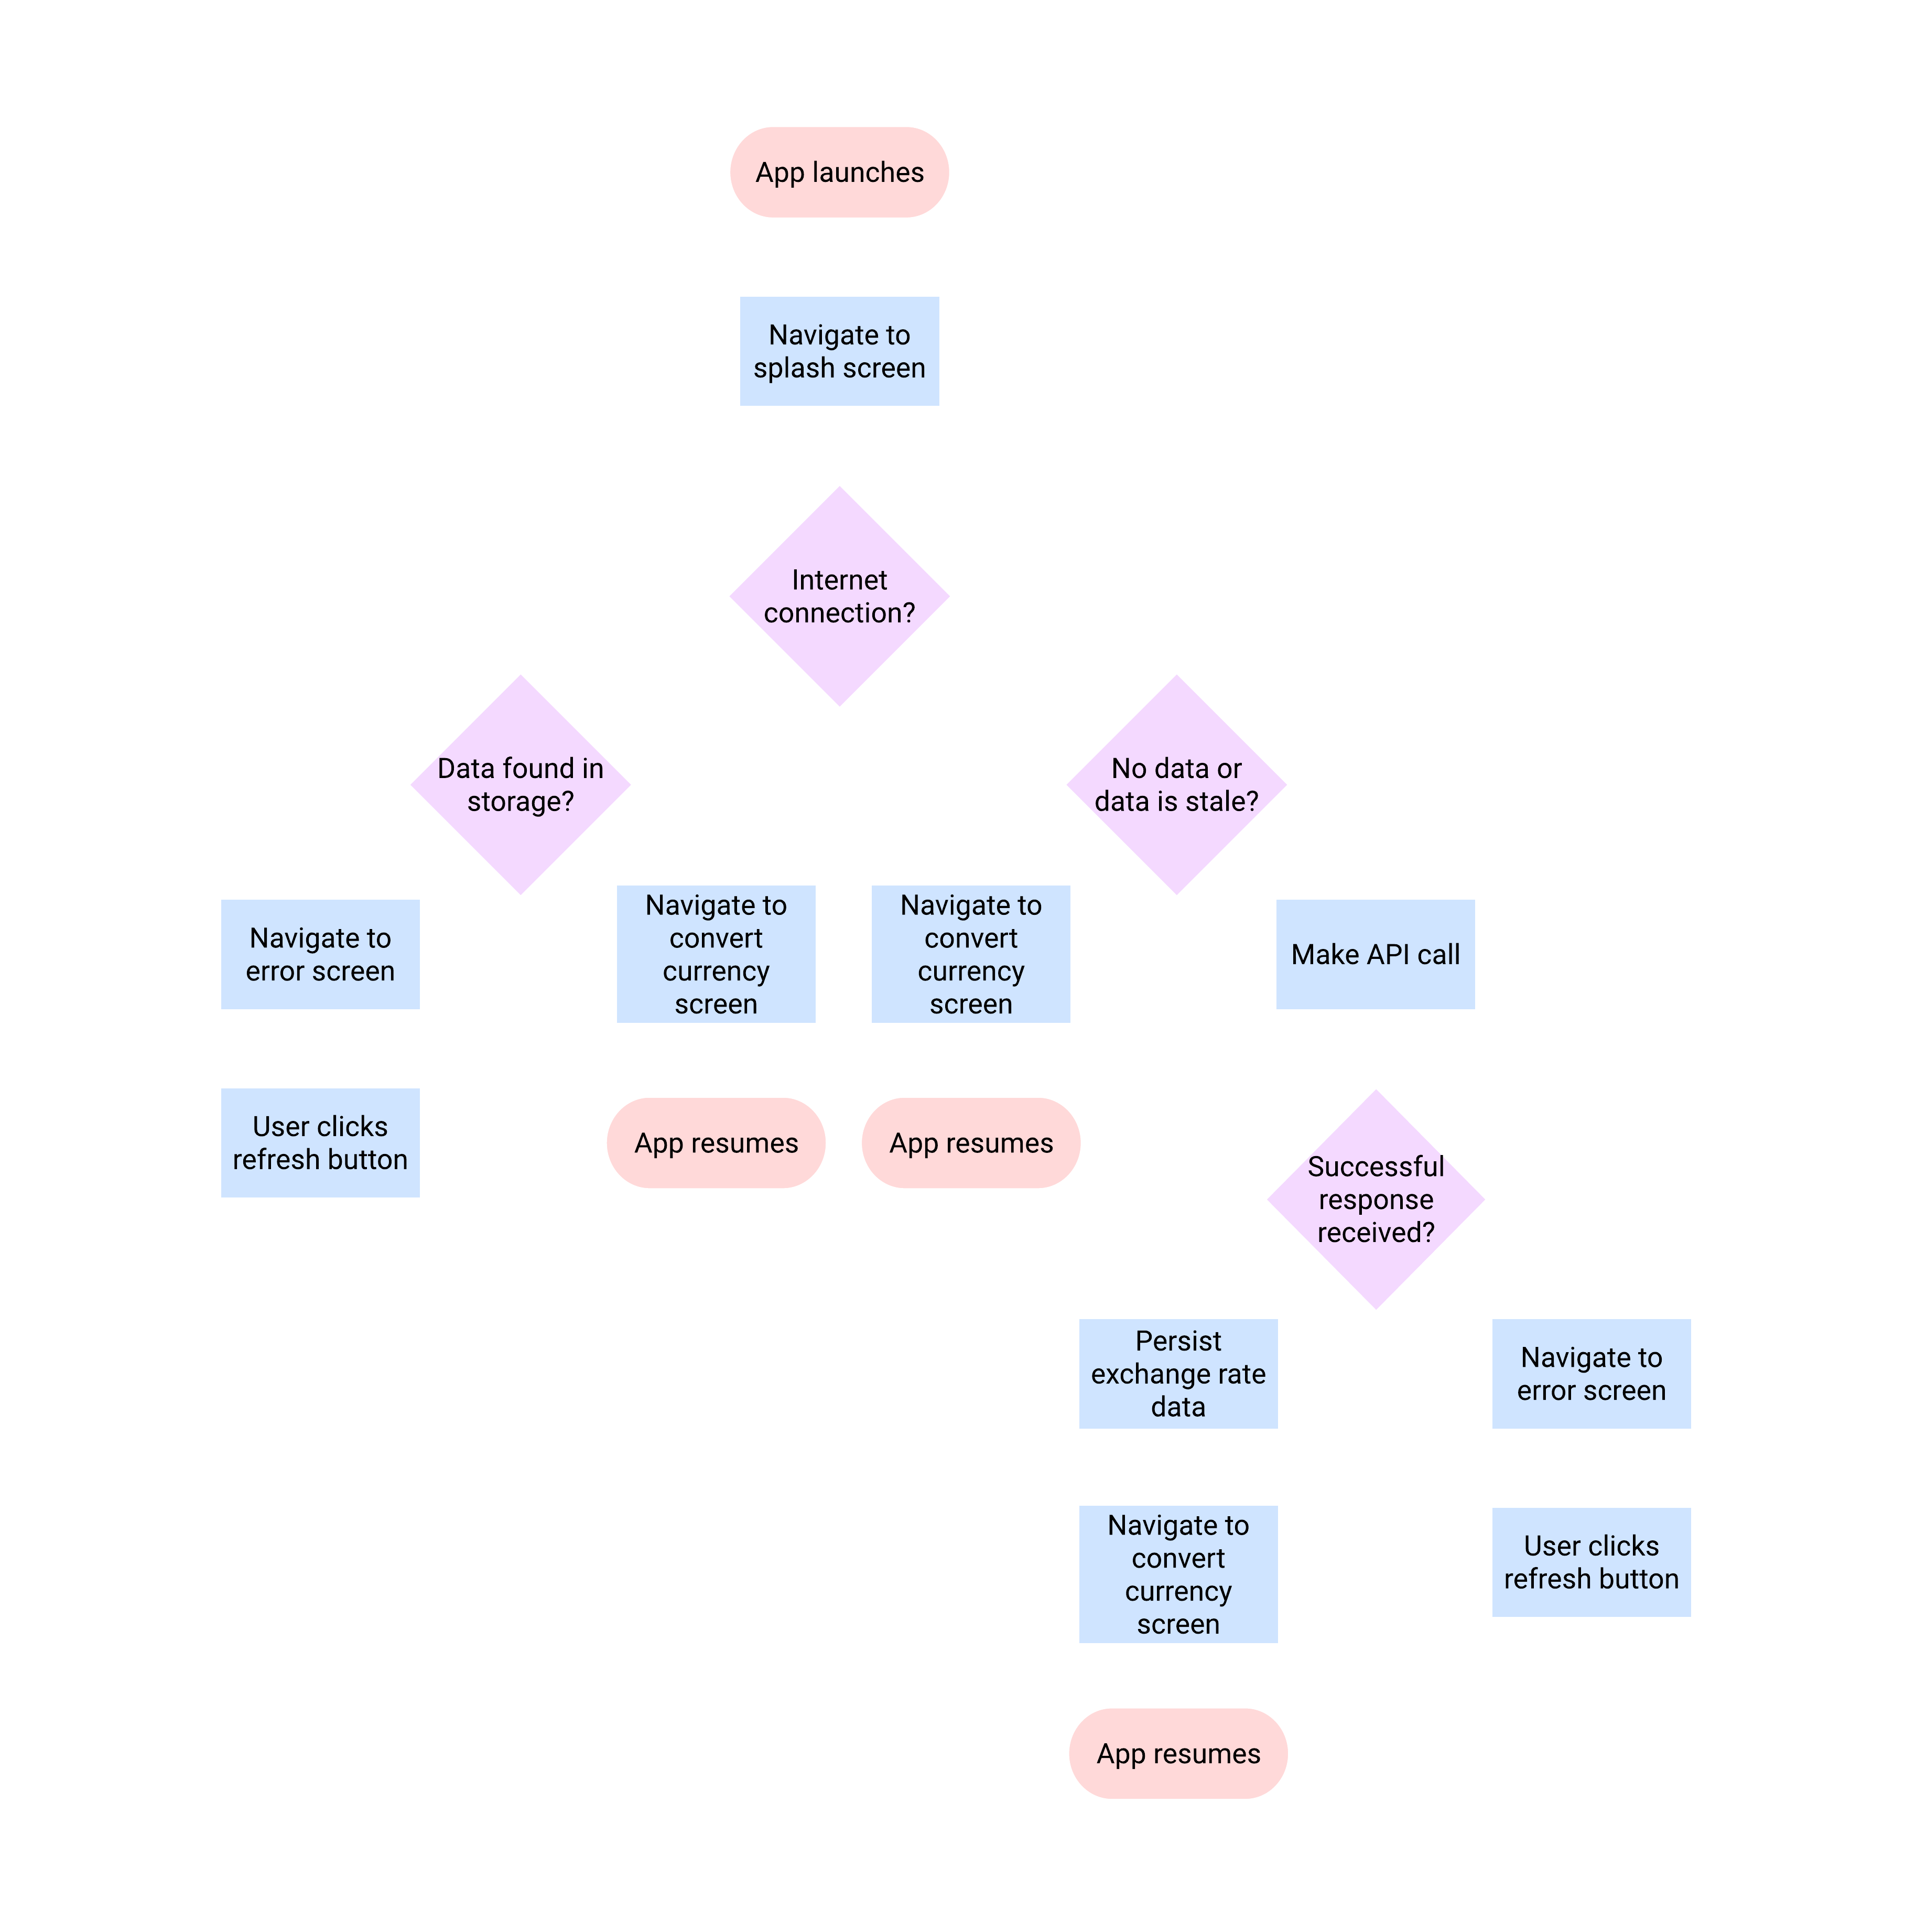 App launches
Navigate to
splash screen
Internet
connection?
Data found in
storage?
No data or
data is stale?
Navigate to
error screen
Navigate to
convert
currency
screen
Navigate to
convert
currency
screen
Make API call
User clicks
refresh button
App resumes
App resumes
Successful
response
received?
Persist
exchange rate
data
Navigate to
error screen
Navigate to
convert
currency
screen
User clicks
refresh button
App resumes